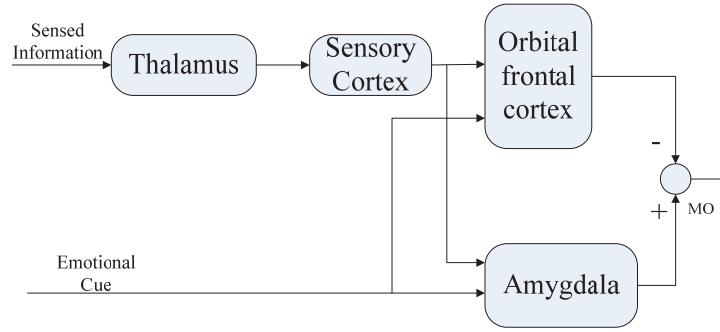 Sensed
Information
Thalamus
Sensory
Cortex
Orbital
frontal
cortex
-
+
MO
Emotional
Cue
Amygdala